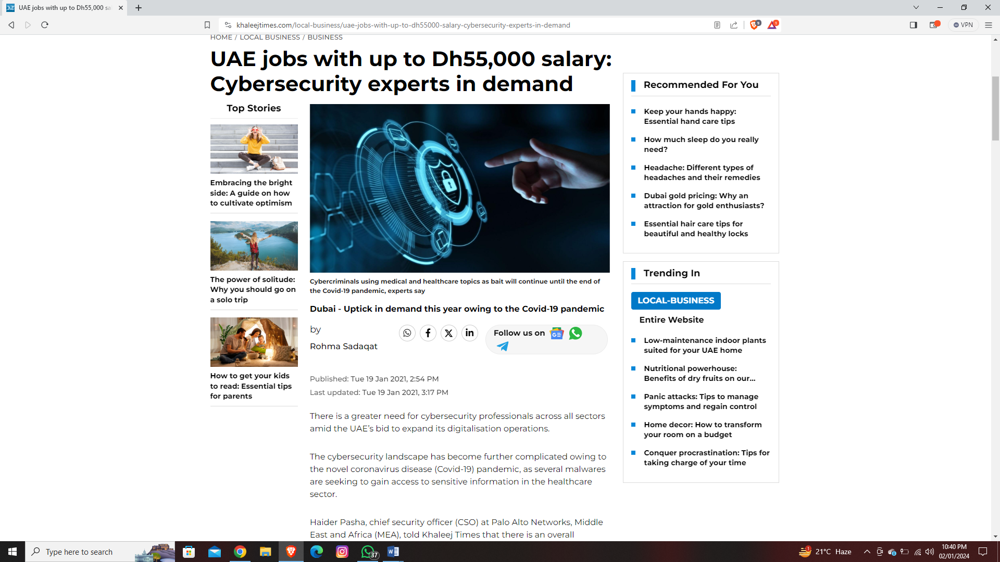 UAE jobs with up to Dh55,000 sa
khaleejtimes.com/local-business/uae-jobs-with-up-to-dh55000-salary-cybersecurity-experts-in-demand
9
1
VPN
HOME / LOCAL BUSINESS / BUSINESS
UAE jobs with up to Dh55,000 salary:
Cybersecurity experts in demand
Top Stories
Embracing the bright
side: A guide on how
to cultivate optimism
The power of solitude:
Why you should go on
a solo trip
How to get your kids
to read: Essential tips
for parents
Cybercriminals using medical and healthcare topics as bait will continue until the end of
the Covid-19 pandemic, experts say
Dubai - Uptick in demand this year owing to the Covid-19 pandemic
by
Rohma Sadaqat
Follow us on
Published: Tue 19 Jan 2021, 2:54 PM
Last updated: Tue 19 Jan 2021, 3:17 PM
There is a greater need for cybersecurity professionals across all sectors
amid the UAE’s bid to expand its digitalisation operations.
The cybersecurity landscape has become further complicated owing to
the novel coronavirus disease (Covid-19) pandemic, as several malwares
are seeking to gain access to sensitive information in the healthcare
sector.
Haider Pasha, chief security officer (CSO) at Palo Alto Networks, Middle
East and Africa (MEA), told Khaleej Times that there is an overall
Recommended For You
Keep your hands happy:
Essential hand care tips
How much sleep do you really
need?
Headache: Different types of
headaches and their remedies
Dubai gold pricing: Why an
attraction for gold enthusiasts?
Essential hair care tips for
beautiful and healthy locks
Trending In
LOCAL-BUSINESS
Entire Website
Low-maintenance indoor plants
suited for your UAE home
Nutritional powerhouse:
Benefits of dry fruits on our...
Panic attacks: Tips to manage
symptoms and regain control
Home decor: How to transform
your room on a budget
Conquer procrastination: Tips for
taking charge of your time
Type here to search
37
1
21°C Haze
10:40 PM
02/01/2024